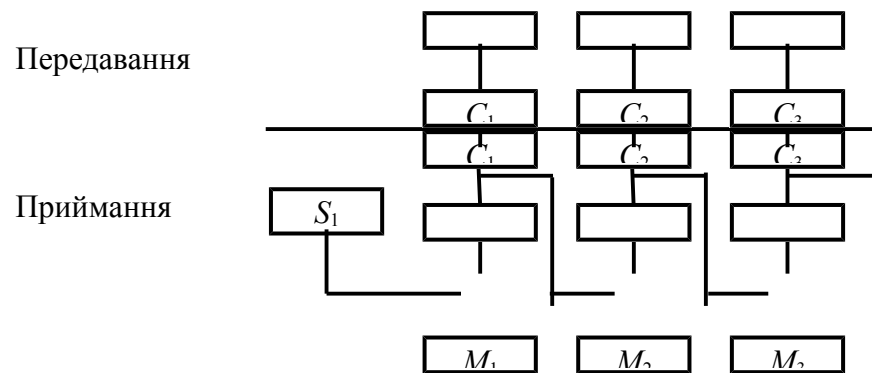 Передавання
C₁ C₂ C₃
C₁ C₂ C₃
Приймання
S₁
M₁ M₂ M₃